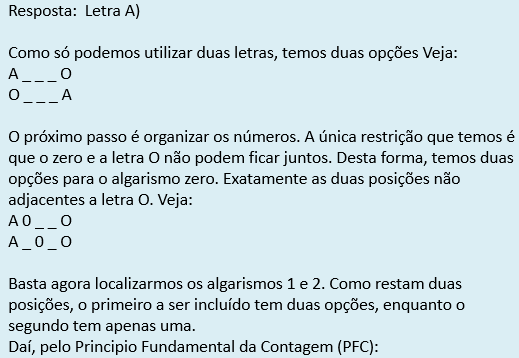 Resposta:  Letra A)
Como só podemos utilizar duas letras, temos duas opções Veja:
A _ _ _ O
O _ _ _ A
O próximo passo é organizar os números. A única restrição que temos é
que o zero e a letra O não podem ficar juntos. Desta forma, temos duas
opções para o algarismo zero. Exatamente as duas posições não
adjacentes a letra O. Veja:
A 0 _ _ O
A _ 0 _ O
Basta agora localizarmos os algarismos 1 e 2. Como restam duas
posições, o primeiro a ser incluído tem duas opções, enquanto o
segundo tem apenas uma.
Daí, pelo Principio Fundamental da Contagem (PFC):